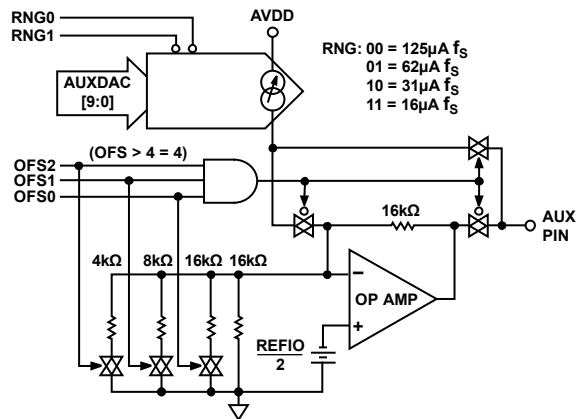 RNG0
RNG1
AVDD
RNG: 00 = 125µA fS
01 = 62µA fS
10 = 31µA fS
11 = 16µA fS
AUXDAC
[9:0]
(OFS > 4 = 4)
OFS2
OFS1
OFS0
16kΩ
AUX
PIN
4kΩ 8kΩ 16kΩ 16kΩ
–
OP AMP
+
REFIO
2